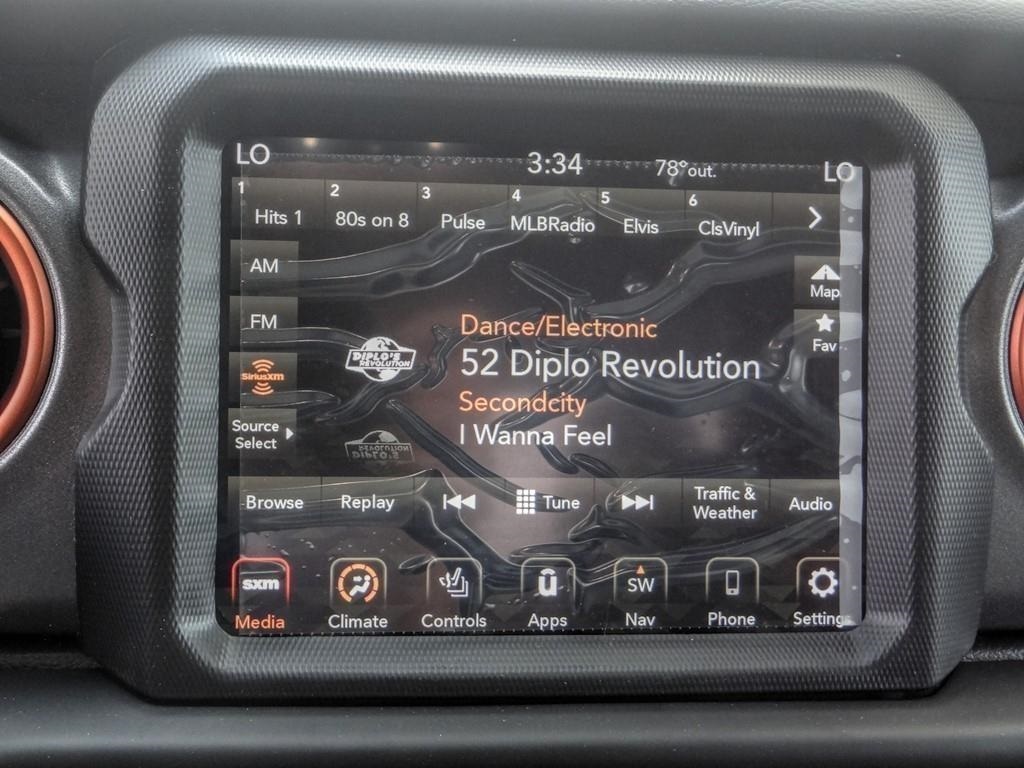 LO 3:34 78° out. LO
1 Hits 1 2 80s on 8 3 Pulse 4 MLBRadio 5 Elvis 6 ClsVinyl
AM
Map
FM
Fav
Dance/Electronic
DIPLO'S
REVOLUTION
52 Diplo Revolution
SiriusXM
Secondcity
Source
Select
I Wanna Feel
Browse Replay Tune Traffic &
Weather Audio
sxm
SW
Media Climate Controls Apps Nav Phone Settings